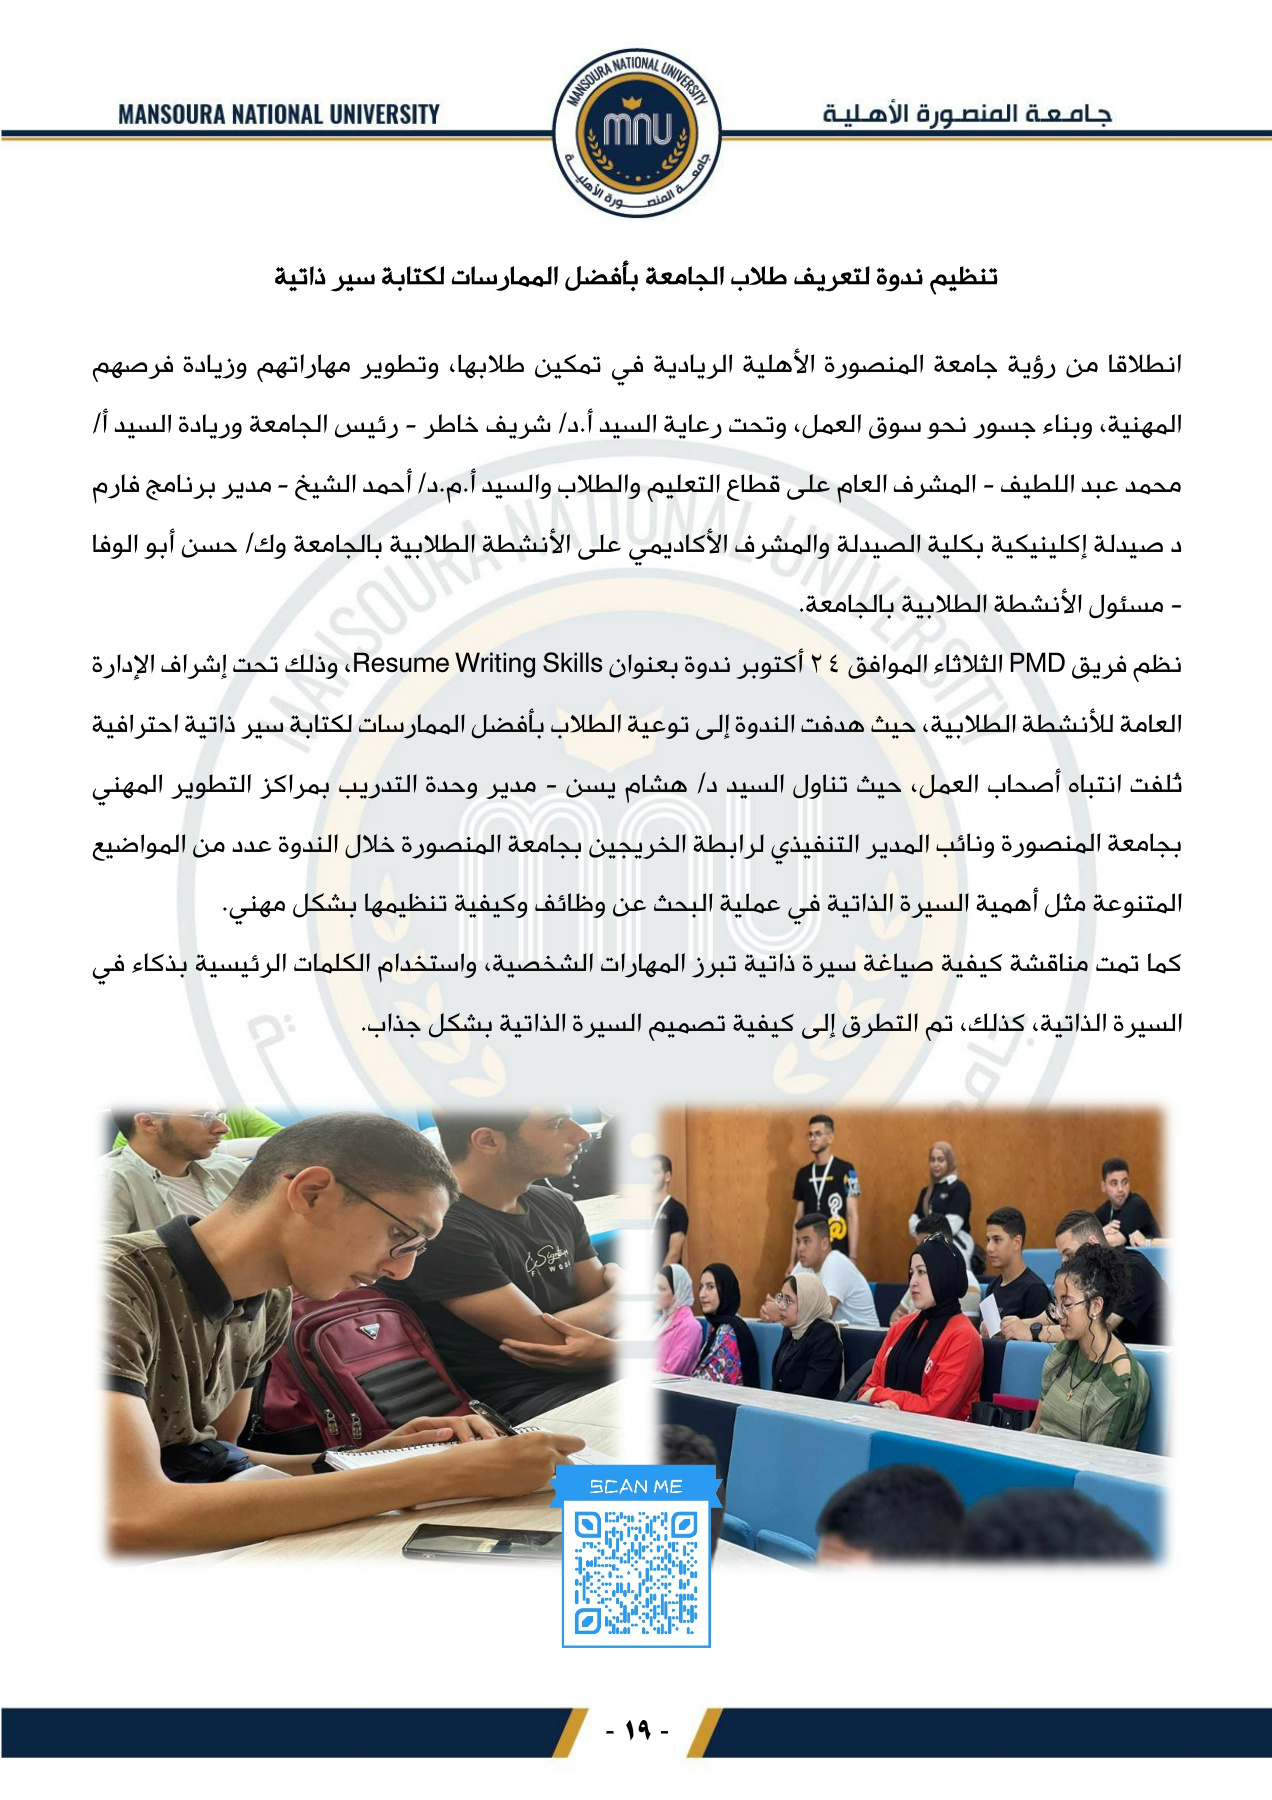 MANSOURA NATIONAL UNIVERSITY
جامعة المنصورة الأهلية
MANSOURA NATIONAL UNIVERSITY
mnu
جامعة المنصورة الأهلية
تنظيم ندوة لتعريف طلاب الجامعة بأفضل الممارسات لكتابة سير ذاتية
انطلاقا من رؤية جامعة المنصورة الأهلية الريادية في تمكين طلابها، وتطوير مهاراتهم وزيادة فرصهم
المهنية، وبناء جسور نحو سوق العمل، وتحت رعاية السيد أ.د/ شريف خاطر - رئيس الجامعة وريادة السيد أ/
محمد عبد اللطيف - المشرف العام على قطاع التعليم والطلاب والسيد أ.م.د/ أحمد الشيخ - مدير برنامج فارم
د صيدلة إكلينيكية بكلية الصيدلة والمشرف الأكاديمي على الأنشطة الطلابية بالجامعة وك/ حسن أبو الوفا
- مسئول الأنشطة الطلابية بالجامعة.
نظم فريق PMD الثلاثاء الموافق ٢٤ أكتوبر ندوة بعنوان Resume Writing Skills، وذلك تحت إشراف الإدارة
العامة للأنشطة الطلابية، حيث هدفت الندوة إلى توعية الطلاب بأفضل الممارسات لكتابة سير ذاتية احترافية
تُلفت انتباه أصحاب العمل، حيث تناول السيد د/ هشام يسن - مدير وحدة التدريب بمراكز التطوير المهني
بجامعة المنصورة ونائب المدير التنفيذي لرابطة الخريجين بجامعة المنصورة خلال الندوة عدد من المواضيع
المتنوعة مثل أهمية السيرة الذاتية في عملية البحث عن وظائف وكيفية تنظيمها بشكل مهني.
كما تمت مناقشة كيفية صياغة سيرة ذاتية تبرز المهارات الشخصية، واستخدام الكلمات الرئيسية بذكاء في
السيرة الذاتية، كذلك، تم التطرق إلى كيفية تصميم السيرة الذاتية بشكل جذاب.
SCAN ME
- ١٩ -